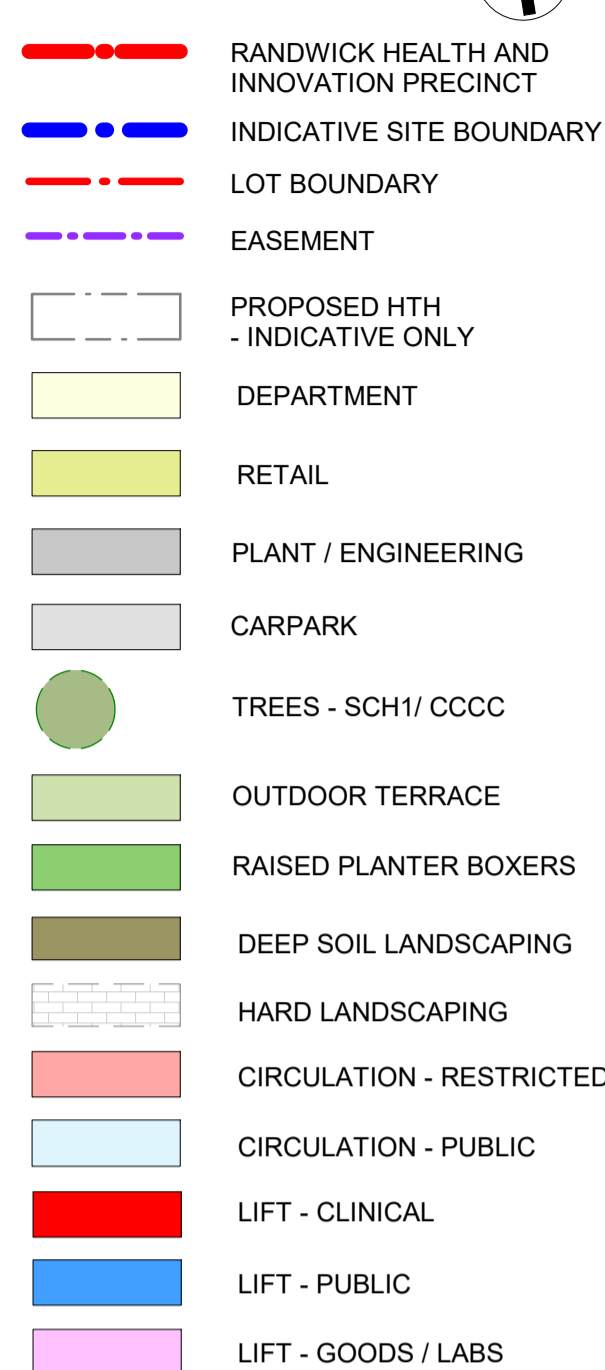 RANDWICK HEALTH AND
INNOVATION PRECINCT
INDICATIVE SITE BOUNDARY
LOT BOUNDARY
EASEMENT
PROPOSED HTH
- INDICATIVE ONLY
DEPARTMENT
RETAIL
PLANT / ENGINEERING
CARPARK
TREES - SCH1/ CCCC
OUTDOOR TERRACE
RAISED PLANTER BOXERS
DEEP SOIL LANDSCAPING
HARD LANDSCAPING
CIRCULATION - RESTRICTED
CIRCULATION - PUBLIC
LIFT - CLINICAL
LIFT - PUBLIC
LIFT - GOODS / LABS